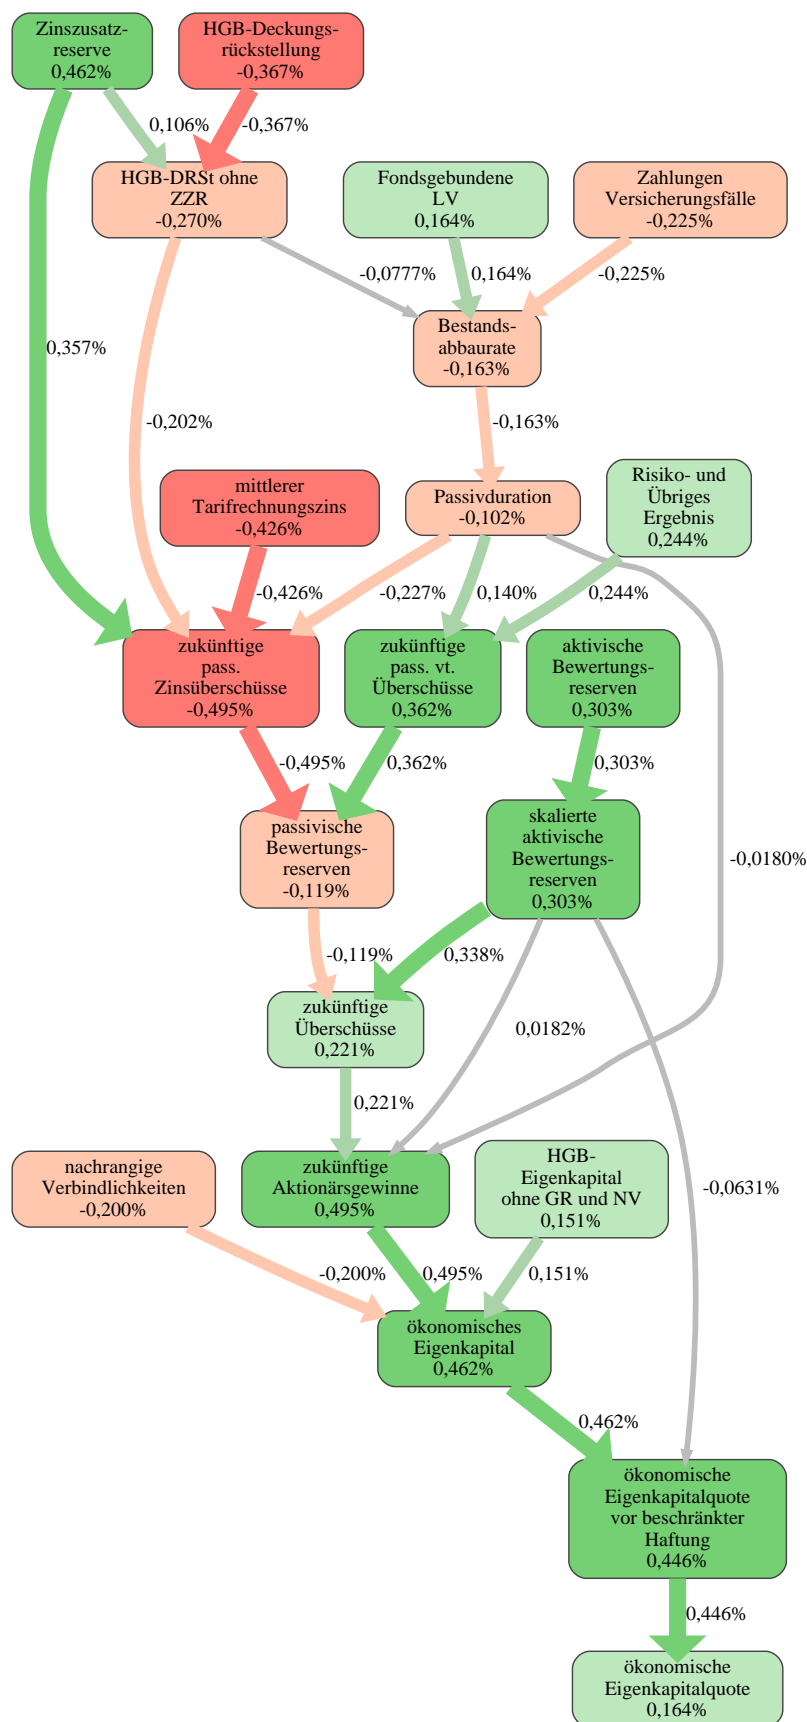 Zinszusatz-
reserve
0,462%
HGB-Deckungs-
rückstellung
-0,367%
0,106%
-0,367%
HGB-DRSt ohne
ZZR
-0,270%
Fondsgebundene
LV
0,164%
Zahlungen
Versicherungsfälle
-0,225%
-0,0777%
0,164%
-0,225%
0,357%
Bestands-
abbaurate
-0,163%
-0,202%
-0,163%
mittlerer
Tarifrechnungszins
-0,426%
Passivduration
-0,102%
Risiko- und
Übriges
Ergebnis
0,244%
-0,426%
-0,227%
0,140%
0,244%
zukünftige
pass.
Zinsüberschüsse
-0,495%
zukünftige
pass. vt.
Überschüsse
0,362%
aktivische
Bewertungs-
reserven
0,303%
-0,495%
0,362%
0,303%
passivische
Bewertungs-
reserven
-0,119%
skalierte
aktivische
Bewertungs-
reserven
0,303%
-0,0180%
-0,119%
0,338%
zukünftige
Überschüsse
0,221%
0,0182%
0,221%
nachrangige
Verbindlichkeiten
-0,200%
zukünftige
Aktionärsgewinne
0,495%
HGB-
Eigenkapital
ohne GR und NV
0,151%
-0,0631%
-0,200%
0,495%
0,151%
ökonomisches
Eigenkapital
0,462%
0,462%
ökonomische
Eigenkapitalquote
vor beschränkter
Haftung
0,446%
0,446%
ökonomische
Eigenkapitalquote
0,164%